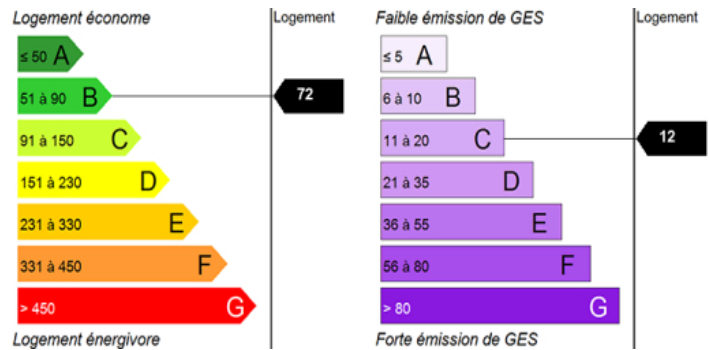 Logement économe
Logement
≤ 50 A
51 à 90 B
72
91 à 150 C
151 à 230 D
231 à 330 E
331 à 450 F
> 450 G
Logement énergivore
Faible émission de GES
Logement
≤ 5 A
6 à 10 B
11 à 20 C
12
21 à 35 D
36 à 55 E
56 à 80 F
> 80 G
Forte émission de GES